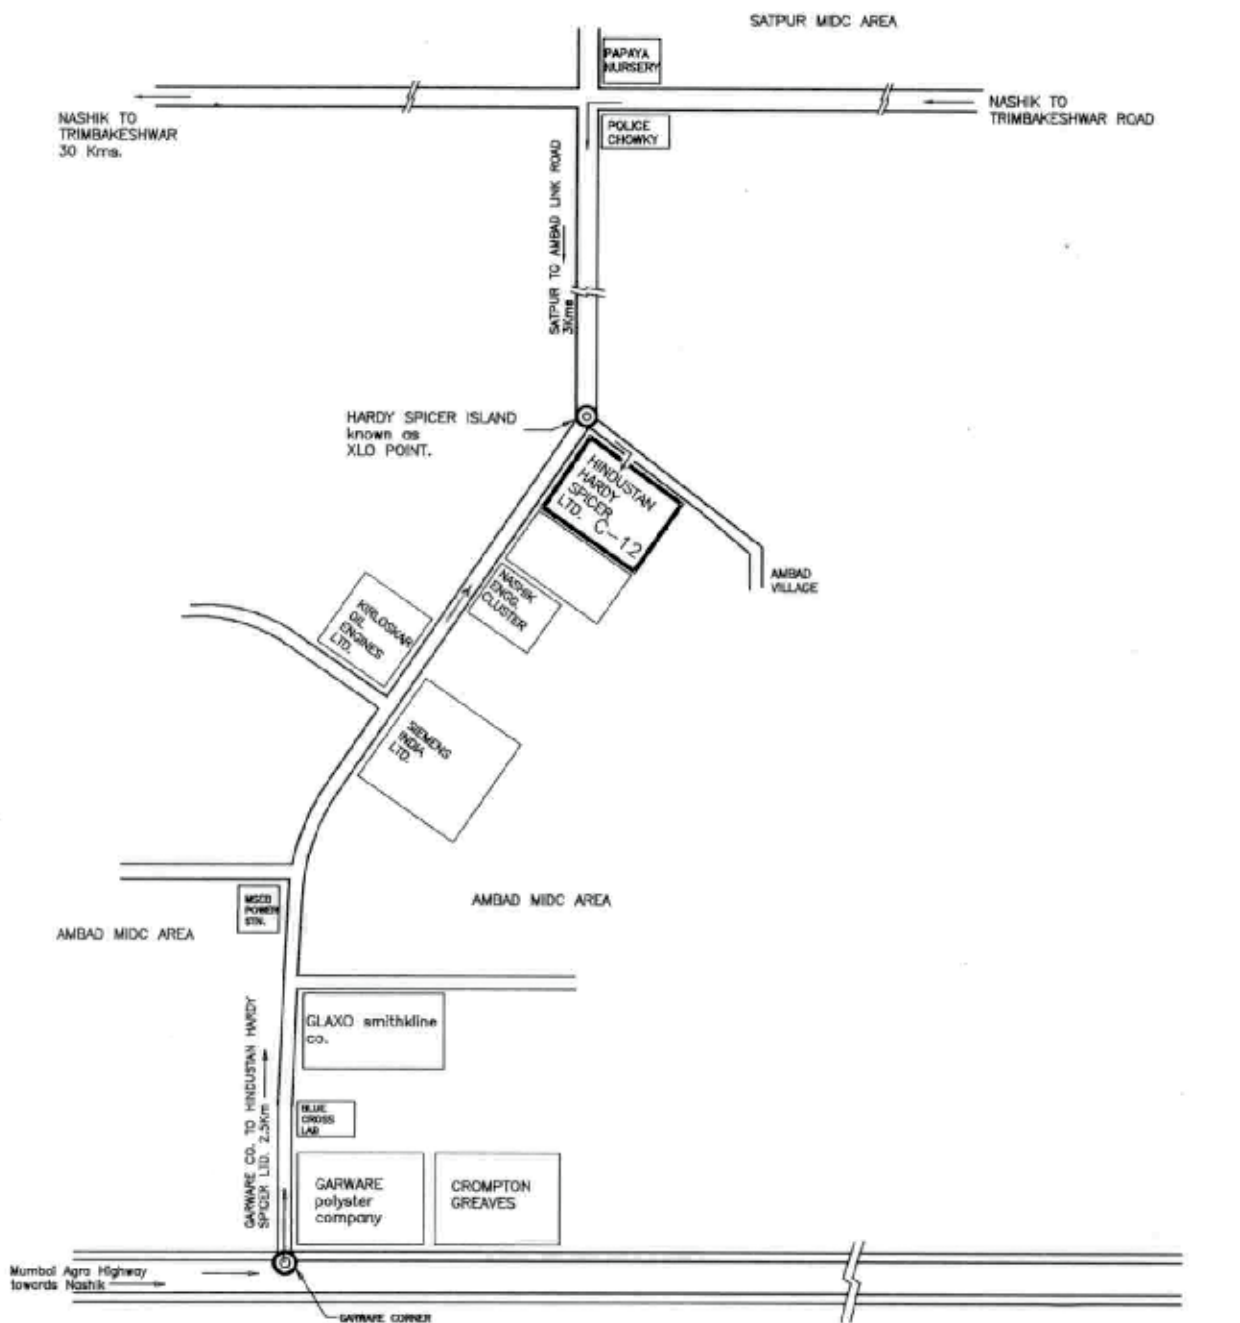 SATPUR MIDC AREA
PAPAYA
NURSERY
NASHIK TO
TRIMBAKESHWAR
30 Kms.
NASHIK TO
TRIMBAKESHWAR ROAD
POLICE
CHOWKY
SATPUR TO AMBAD LINK ROAD
3Kms
HARDY SPICER ISLAND
known as
XLO POINT.
HINDUSTAN
HARDY
SPICER
LTD. C-12
AMBAD
VILLAGE
NASHIK
ENGG.
CLUSTER
KIRLOSKAR
OIL
ENGINES
LTD.
SIEMENS
INDIA
LTD.
MSCD
POWER
STN.
AMBAD MIDC AREA
AMBAD MIDC AREA
GLAXO smithkline
co.
GARWARE CO. TO HINDUSTAN HARDY
SPICER LTD. 2.5Km
BLUE
CROSS
LAB
GARWARE
polyster
company
CROMPTON
GREAVES
Mumbai Agra Highway
towards Nashik
GARWARE CORNER